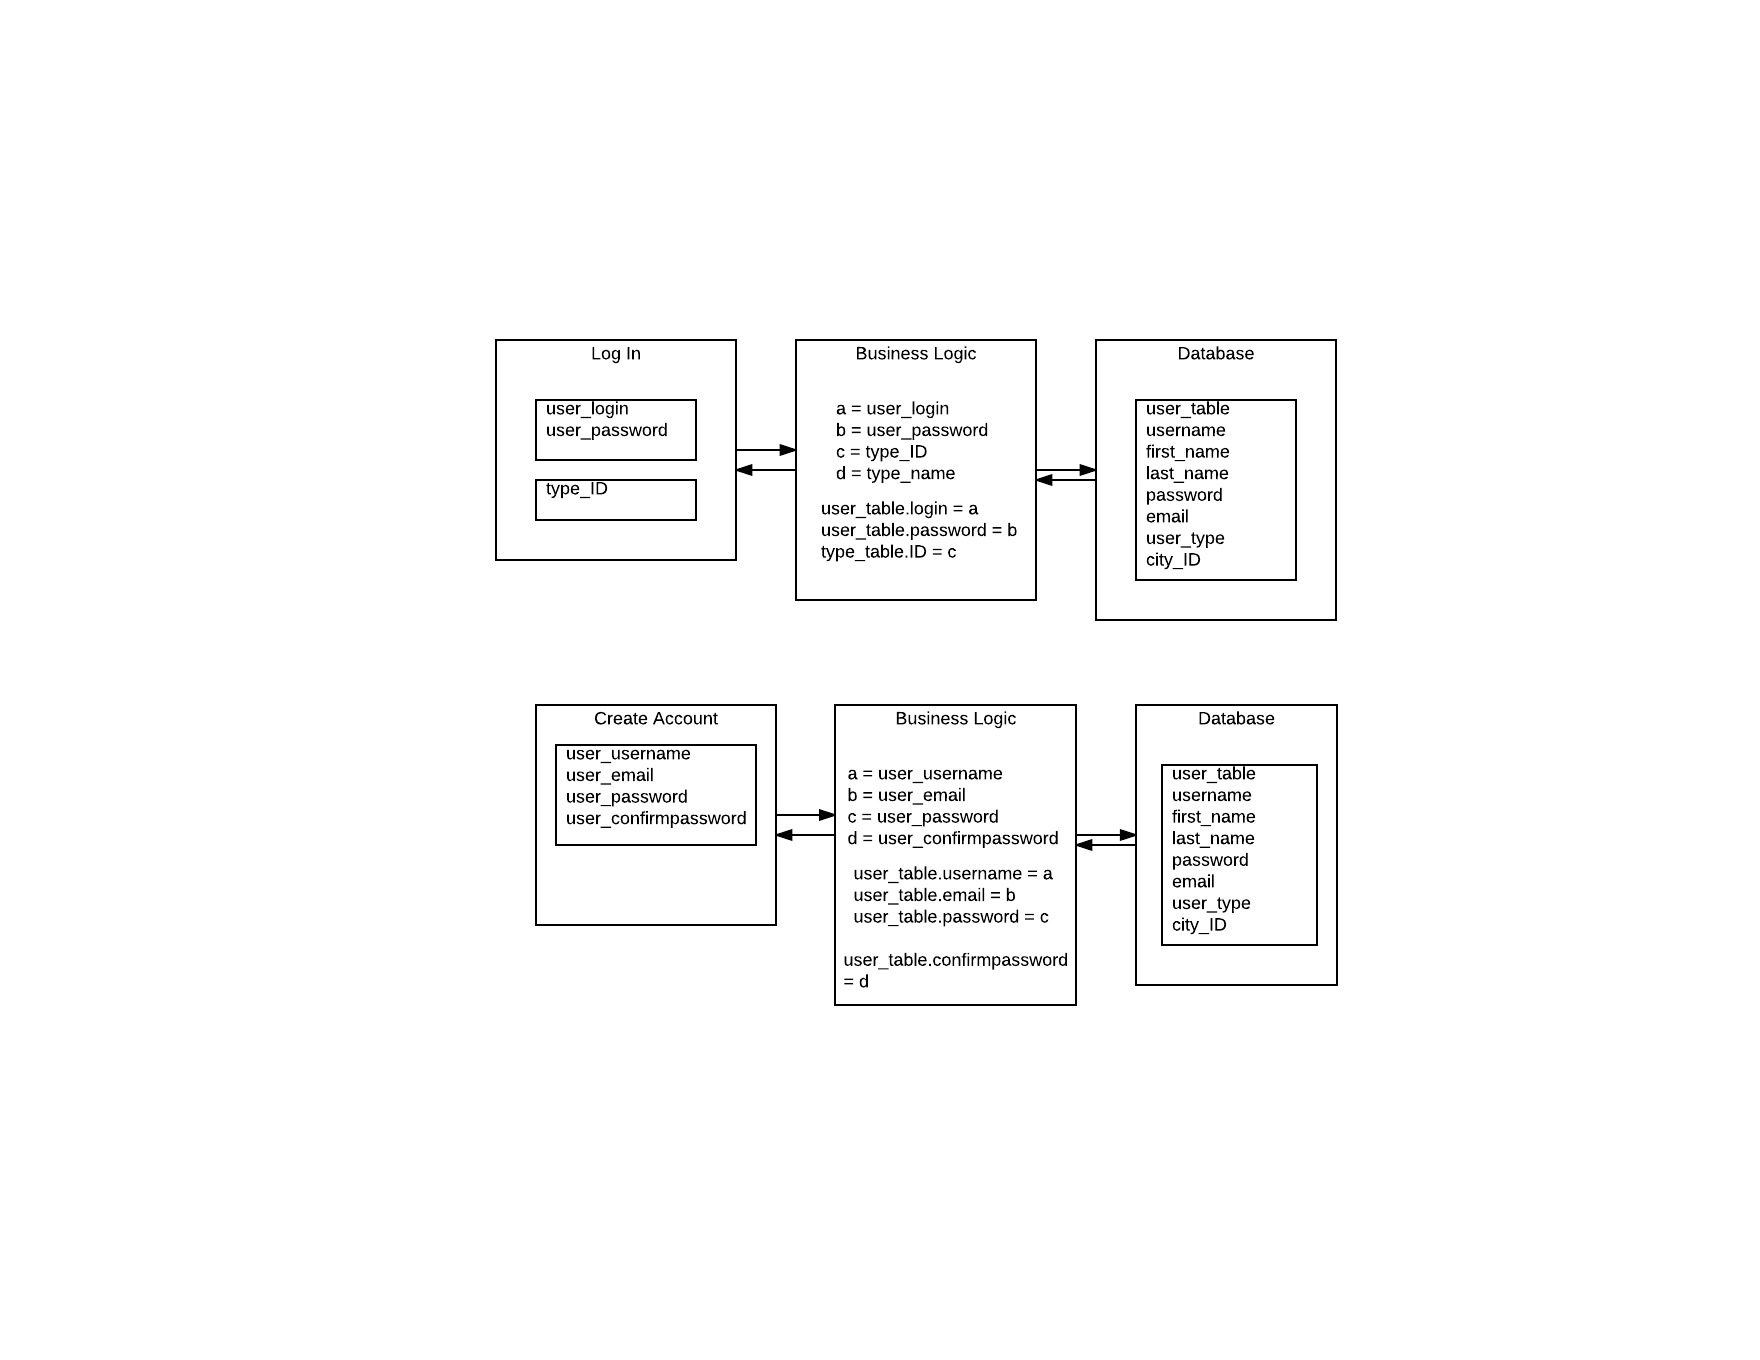 Log In
user_login
user_password
type_ID
Business Logic
a = user_login
b = user_password
c = type_ID
d = type_name
user_table.login = a
user_table.password = b
type_table.ID = c
Database
user_table
username
first_name
last_name
password
email
user_type
city_ID
Create Account
user_username
user_email
user_password
user_confirmpassword
Business Logic
a = user_username
b = user_email
c = user_password
d = user_confirmpassword
user_table.username = a
user_table.email = b
user_table.password = c
user_table.confirmpassword
= d
Database
user_table
username
first_name
last_name
password
email
user_type
city_ID